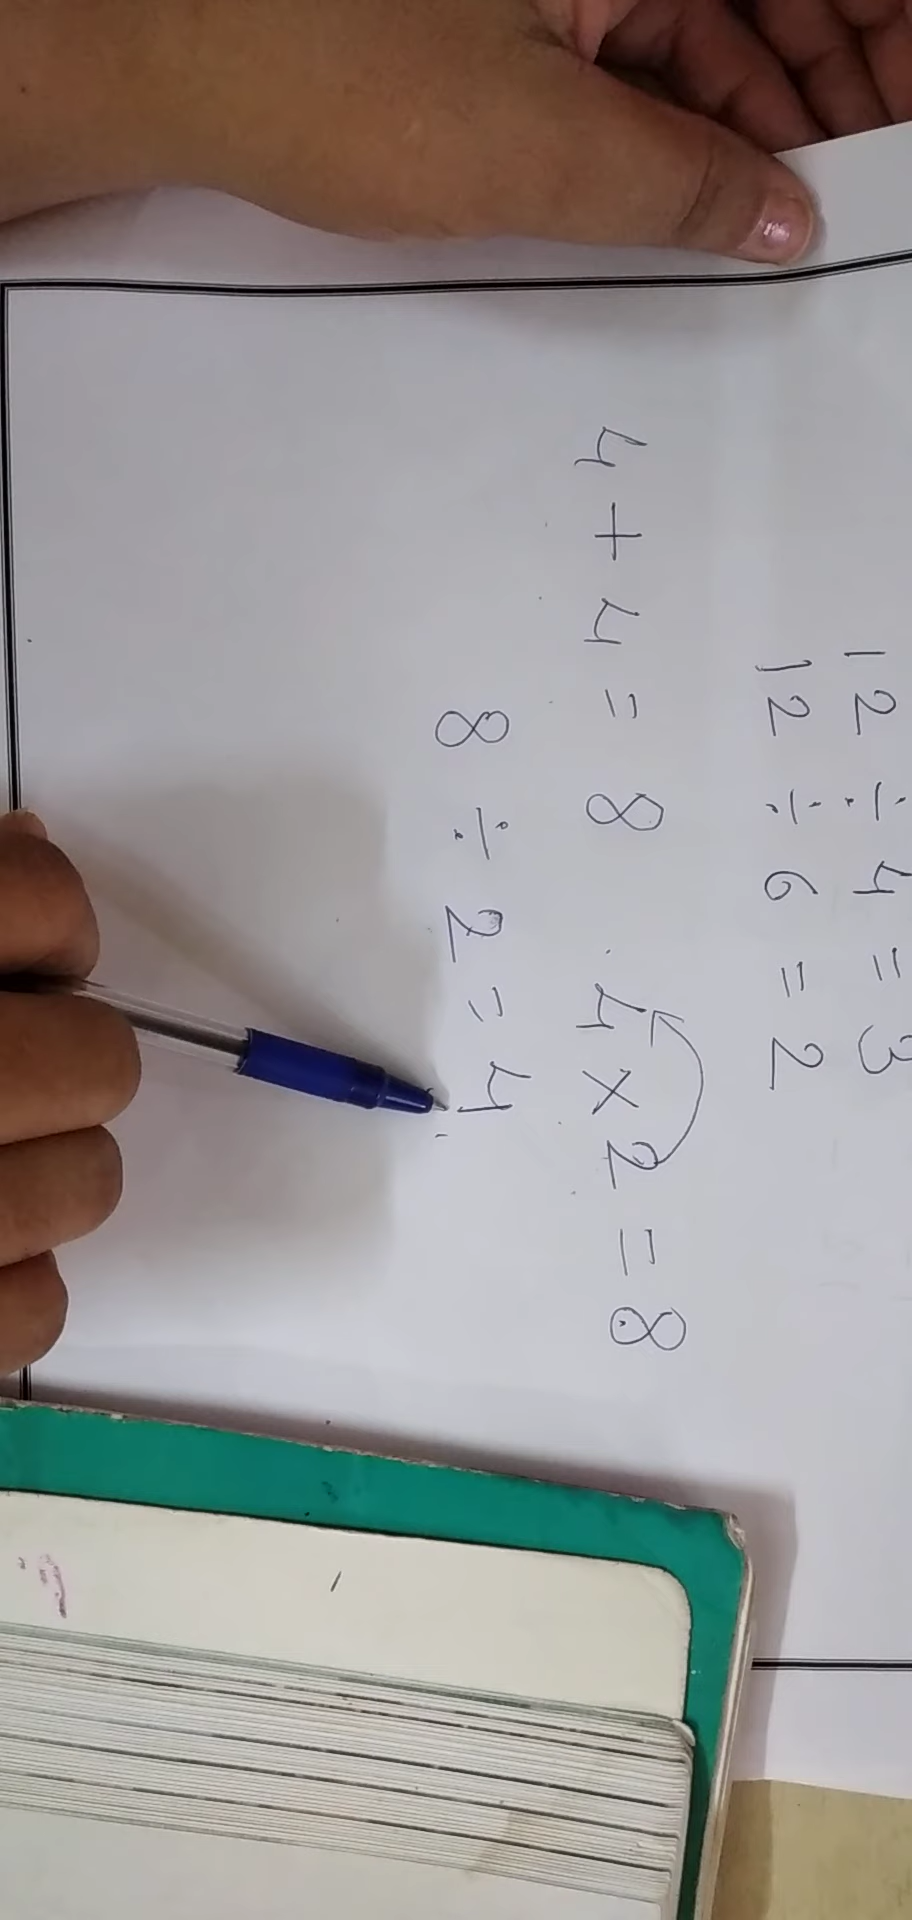 12 ÷ 4 = 3
12 ÷ 6 = 2
4 + 4 = 8 4 × 2 = 8
8 ÷ 2 = 4